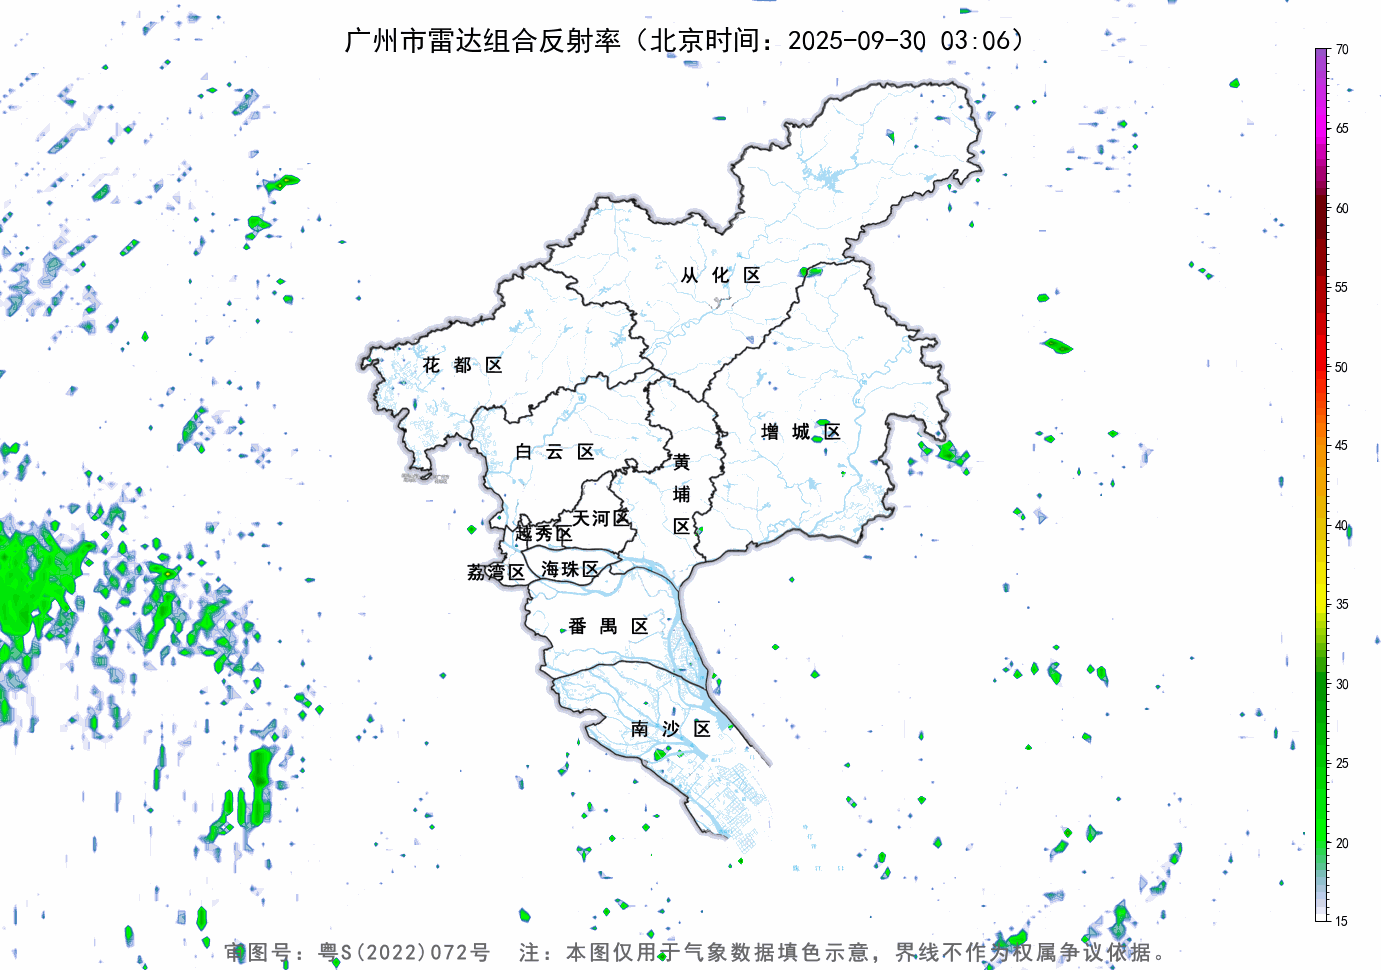 广州市雷达组合反射率（北京时间：2025-09-30 03:06）
70
65
60
55
50
45
40
35
30
25
20
15
从化区
花都区
增城区
白云区
黄埔区
天河区
越秀区
海珠区
荔湾区
番禺区
南沙区
审图号：粤S(2022)072号 注：本图仅用于气象数据填色示意，界线不作为权属争议依据。